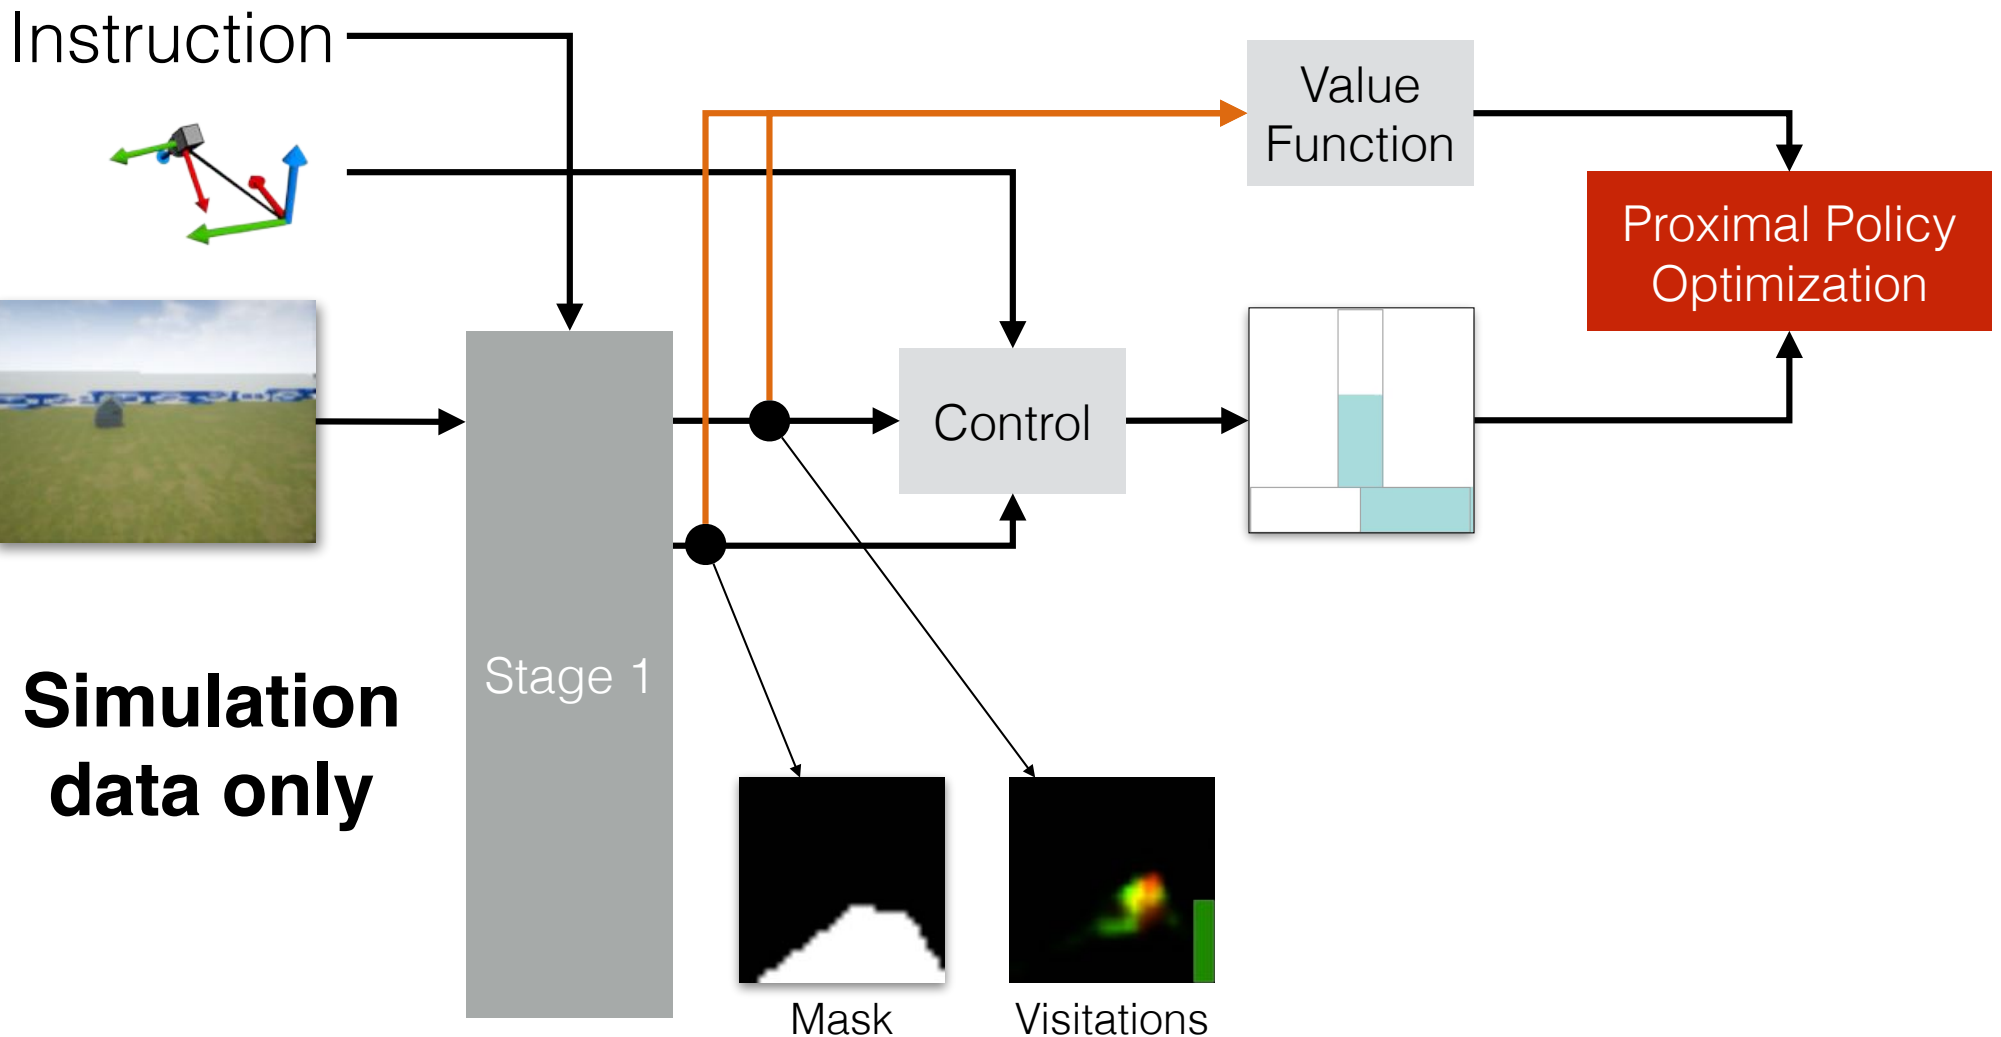 Instruction
Value
Function
Proximal Policy
Optimization
Control
Stage 1
Simulation
data only
Mask
Visitations